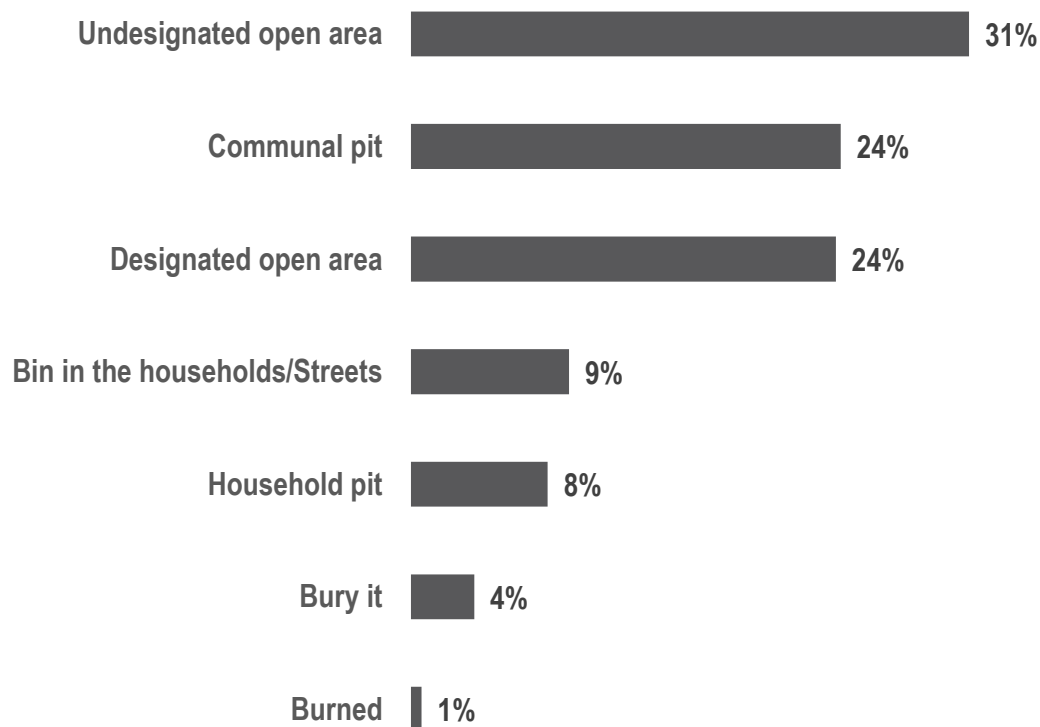 Undesignated open area 31%
Communal pit 24%
Designated open area 24%
Bin in the households/Streets 9%
Household pit 8%
Bury it 4%
Burned 1%